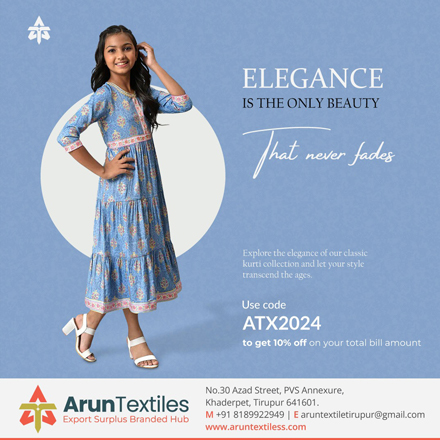 ELEGANCE
IS THE ONLY BEAUTY
That never fades
Explore the elegance of our classic
kurti collection and let your style
transcend the ages.
Use code
ATX2024
to get 10% off on your total bill amount
ArunTextiles
Export Surplus Branded Hub
No.30 Azad Street, PVS Annexure,
Khaderpet, Tirupur 641601.
M +91 8189922949 | E aruntextiletirupur@gmail.com
www.textilesless.com